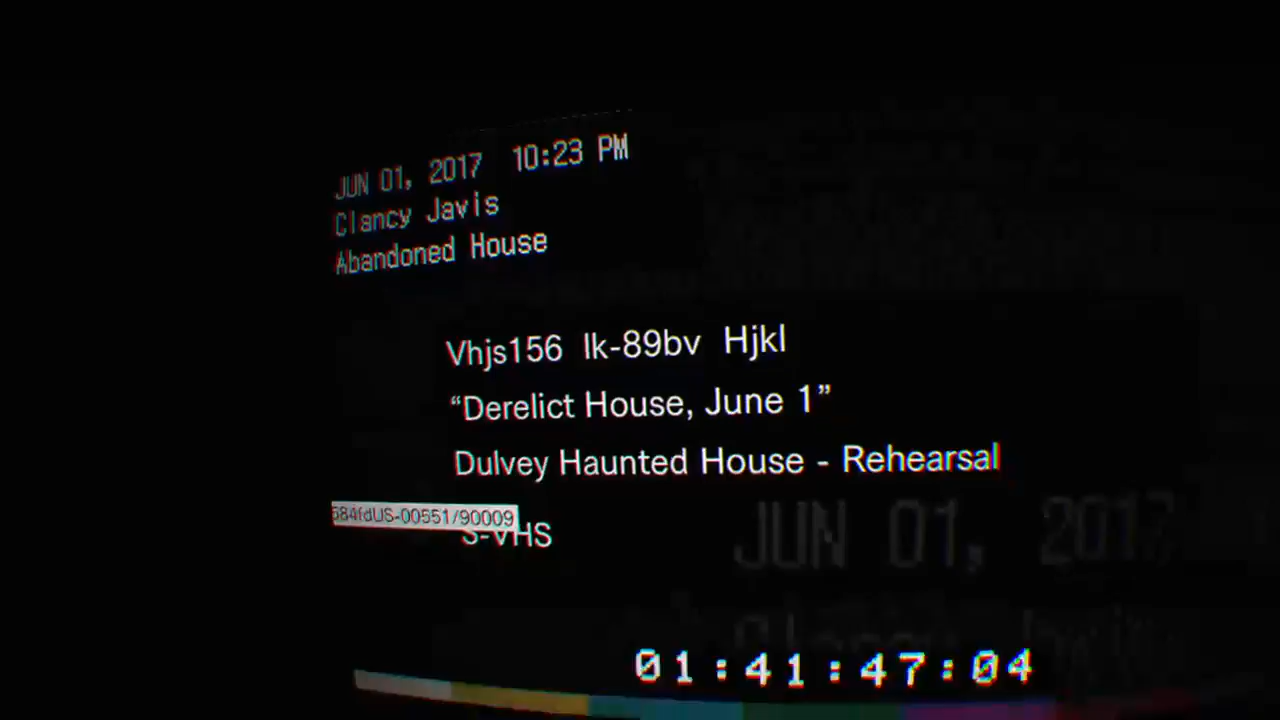 JUN 01, 2017 10:23 PM
Clancy Javis
Abandoned House
Vhjs156 lk-89bv Hjkl
“Derelict House, June 1”
Dulvey Haunted House - Rehearsal
584fdUS-00551/90009
S-VHS
JUN 01, 2017
01:41:47:04